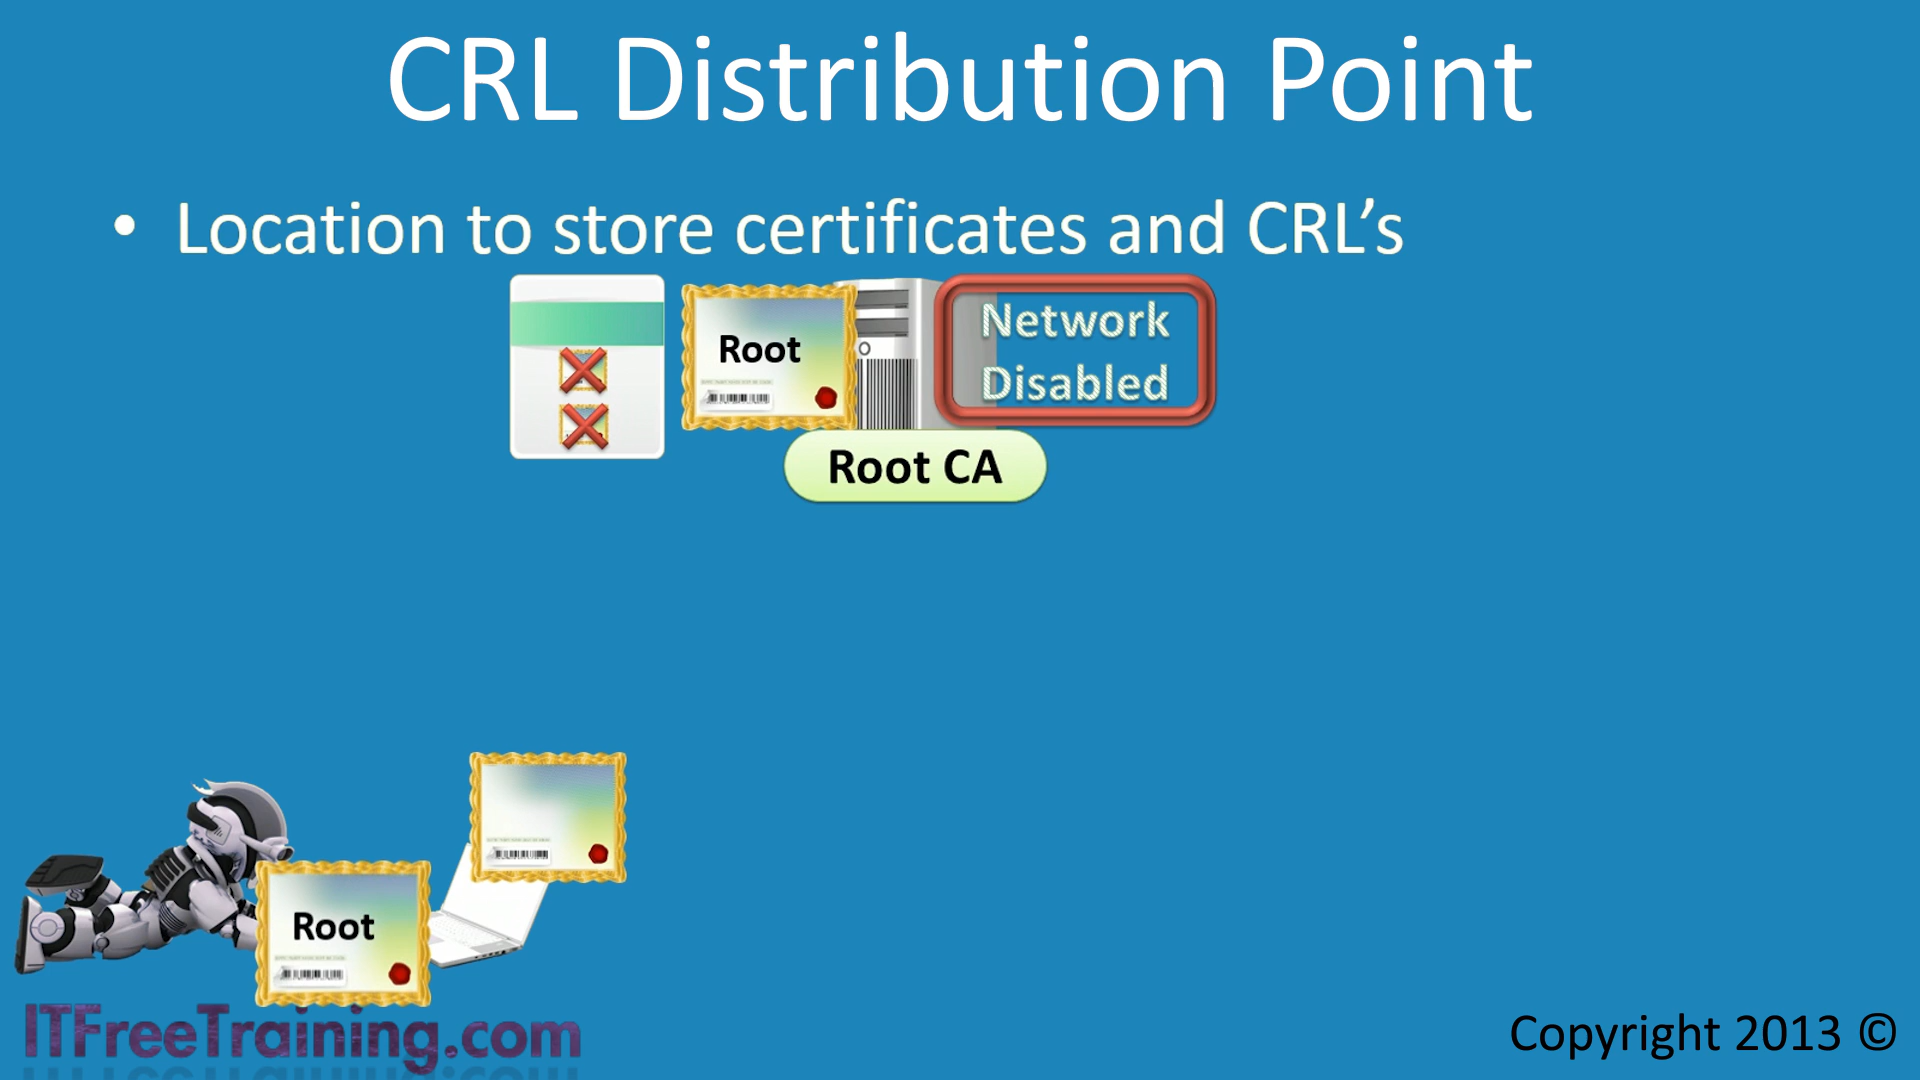 CRL Distribution Point
• Location to store certificates and CRL’s
Root
Network
Disabled
Root CA
Root
ITFreeTraining.com
Copyright 2013 ©